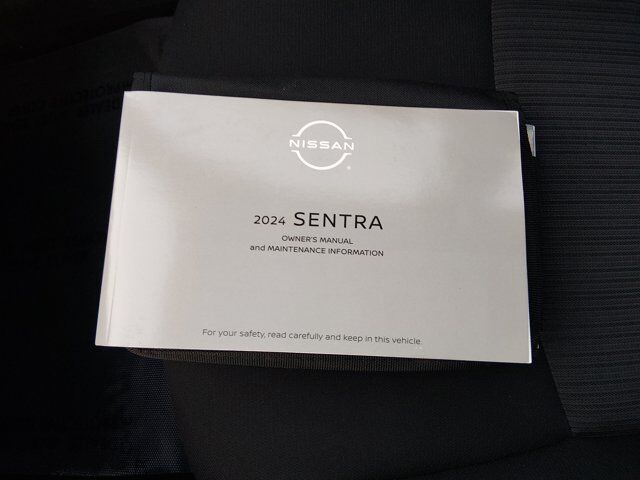 NISSAN
2024 SENTRA
OWNER'S MANUAL
and MAINTENANCE INFORMATION
For your safety, read carefully and keep in this vehicle.